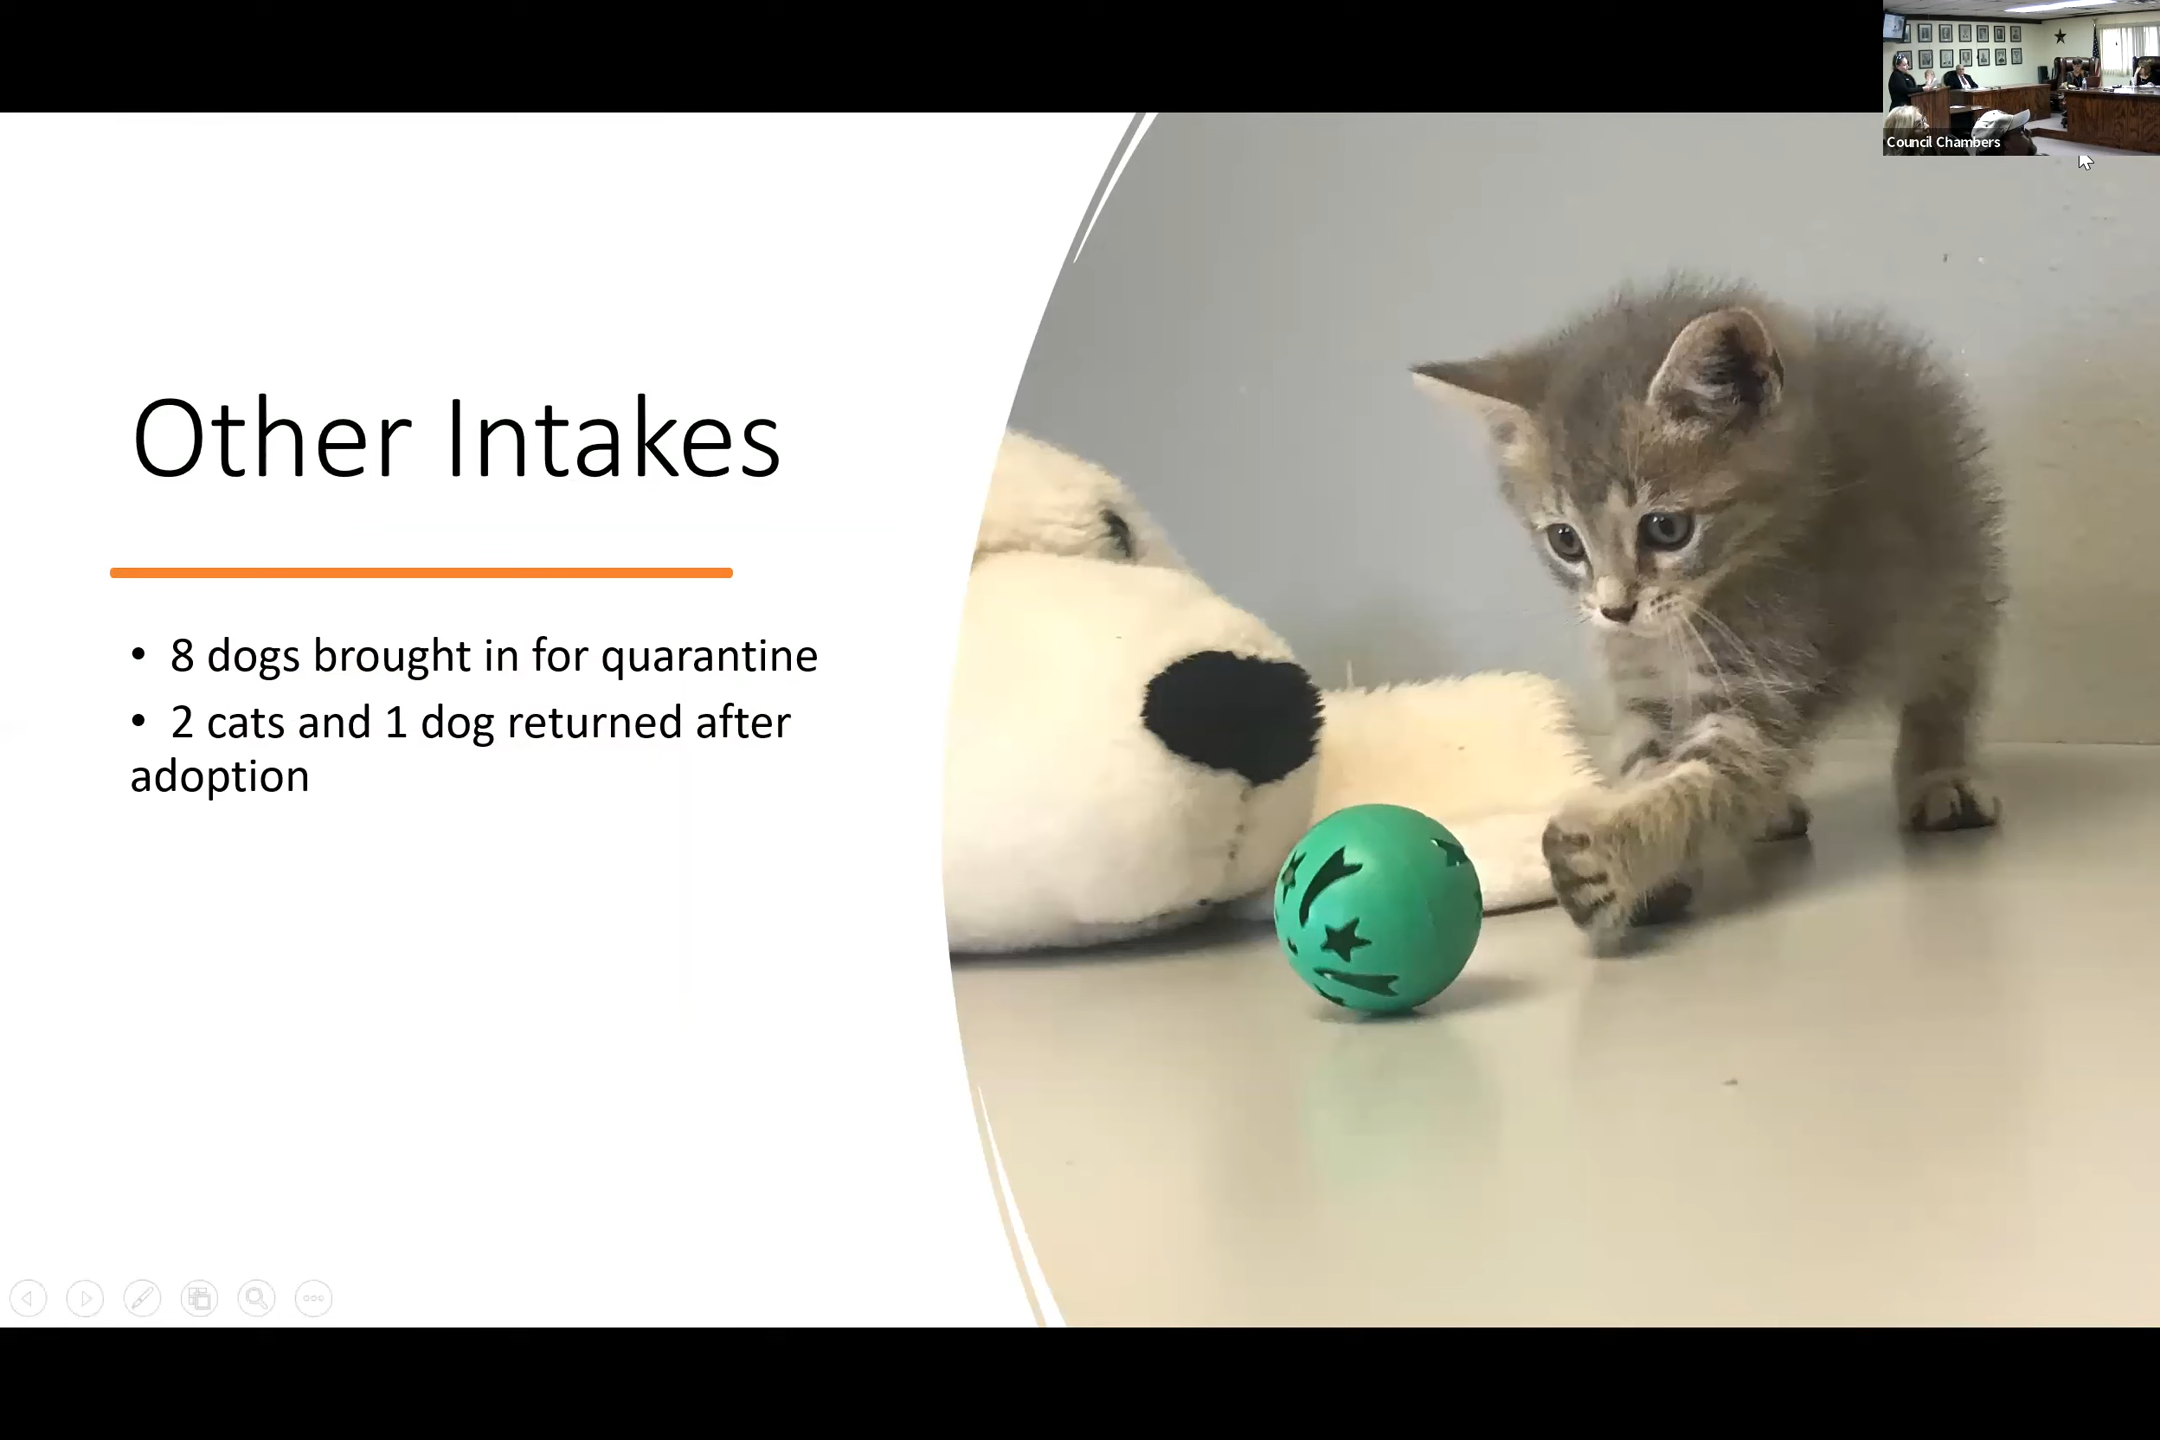 Council Chambers
Other Intakes
• 8 dogs brought in for quarantine
• 2 cats and 1 dog returned after
adoption